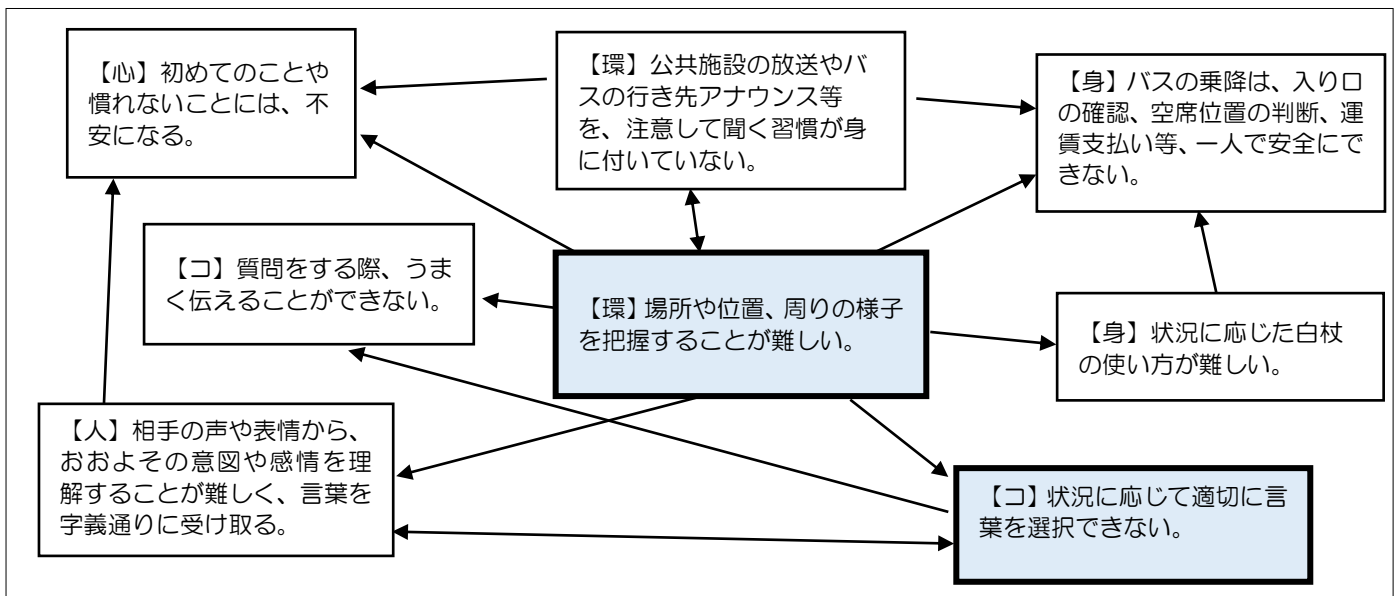 【心】初めてのことや
慣れないことには、不
安になる。
【環】公共施設の放送やバ
スの行き先アナウンス等
を、注意して聞く習慣が身
に付いていない。
【身】バスの乗降は、入り口
の確認、空席位置の判断、運
賃支払い等、一人で安全にで
きない。
【コ】質問をする際、うま
く伝えることができない。
【環】場所や位置、周りの様子
を把握することが難しい。
【身】状況に応じた白杖
の使い方が難しい。
【人】相手の声や表情から、
おおよその意図や感情を理
解することが難しく、言葉を
字義通りに受け取る。
【コ】状況に応じて適切に言
葉を選択できない。